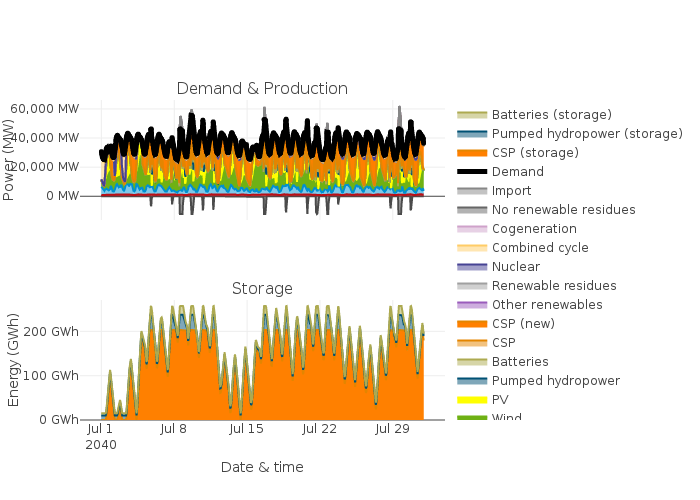 Demand & Production
60,000 MW
40,000 MW
20,000 MW
0 MW
Power (MW)
Storage
200 GWh
100 GWh
0 GWh
Energy (GWh)
Jul 1
2040
Jul 8
Jul 15
Jul 22
Jul 29
Date & time
Batteries (storage)
Pumped hydropower (storage)
CSP (storage)
Demand
Import
No renewable residues
Cogeneration
Combined cycle
Nuclear
Renewable residues
Other renewables
CSP (new)
CSP
Batteries
Pumped hydropower
PV
Wind